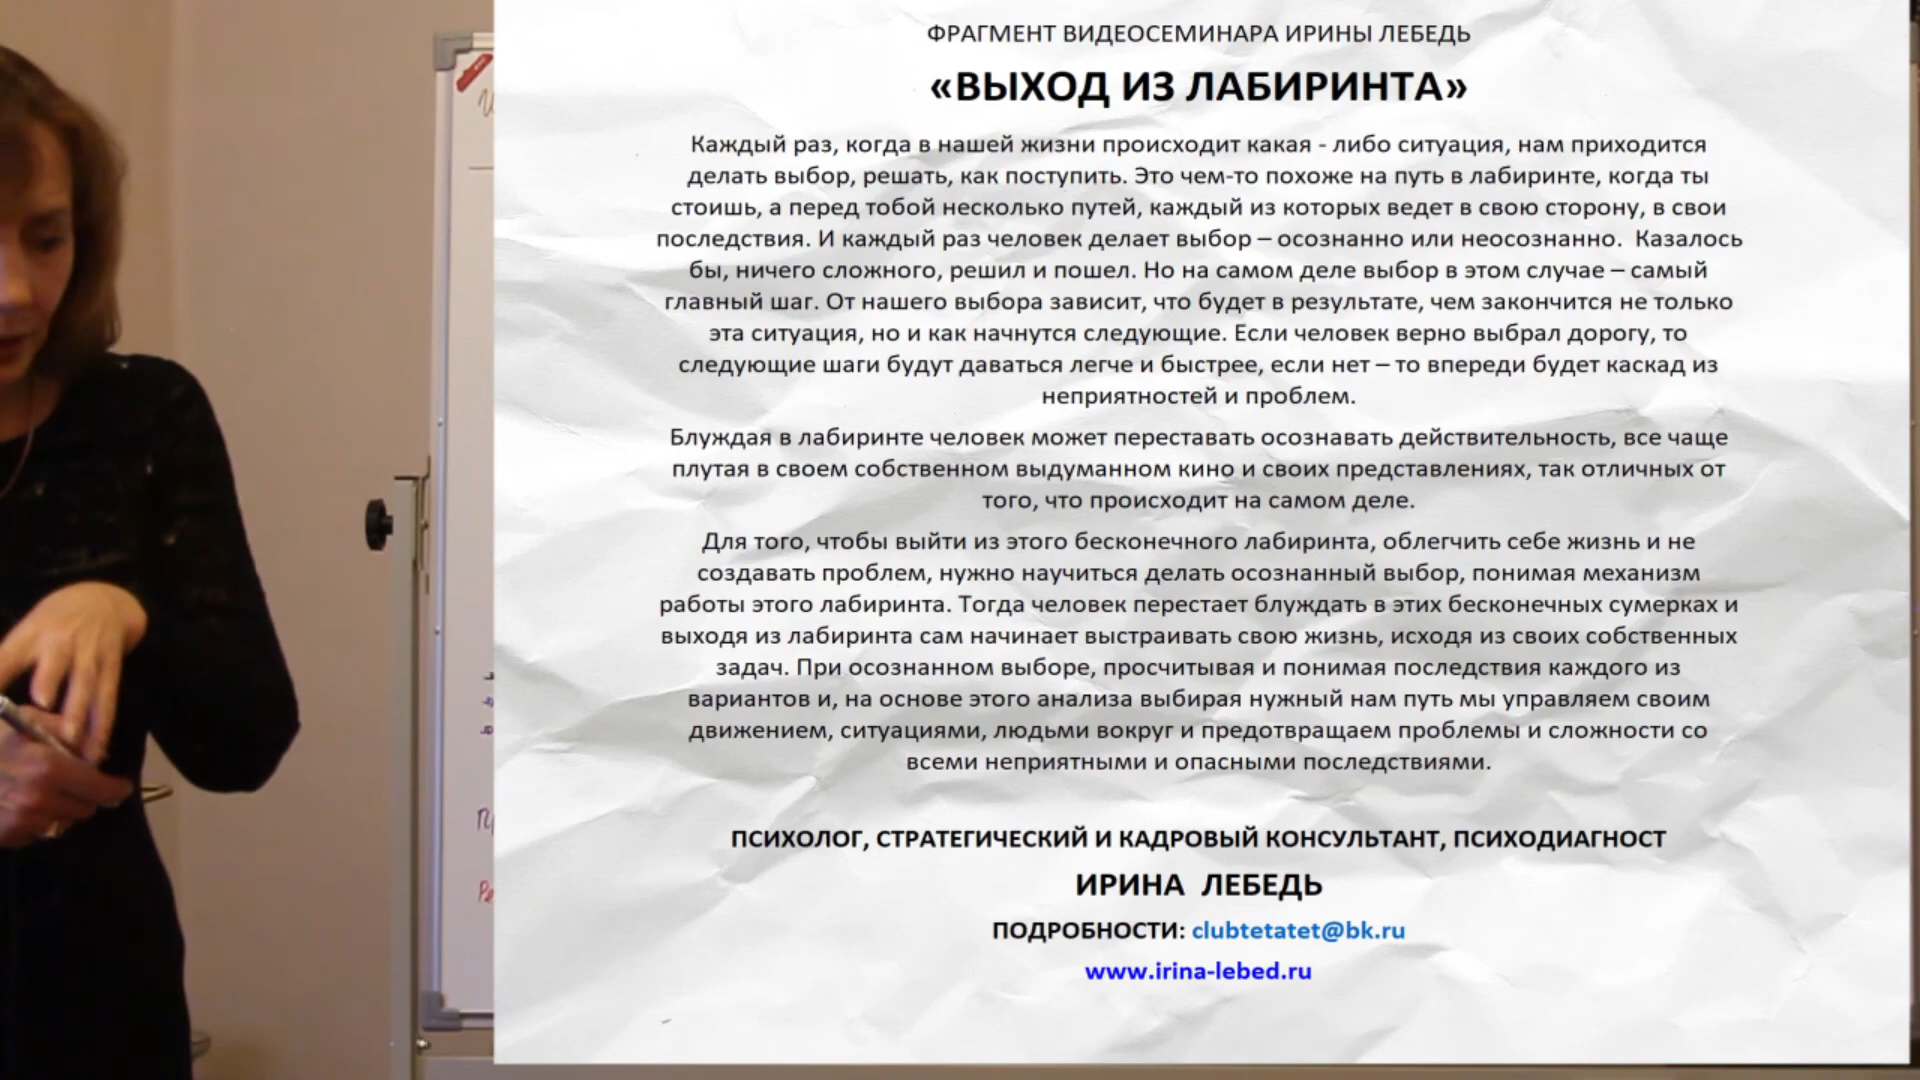 ФРАГМЕНТ ВИДЕОСЕМИНАРА ИРИНЫ ЛЕБЕДЬ
«ВЫХОД ИЗ ЛАБИРИНТА»
Каждый раз, когда в нашей жизни происходит какая - либо ситуация, нам приходится
делать выбор, решать, как поступить. Это чем-то похоже на путь в лабиринте, когда ты
стоишь, а перед тобой несколько путей, каждый из которых ведет в свою сторону, в свои
последствия. И каждый раз человек делает выбор – осознанно или неосознанно. Казалось
бы, ничего сложного, решил и пошел. Но на самом деле выбор в этом случае – самый
главный шаг. От нашего выбора зависит, что будет в результате, чем закончится не только
эта ситуация, но и как начнутся следующие. Если человек верно выбрал дорогу, то
следующие шаги будут даваться легче и быстрее, если нет – то впереди будет каскад из
неприятностей и проблем.
Блуждая в лабиринте человек может переставать осознавать действительность, все чаще
плутая в своем собственном выдуманном кино и своих представлениях, так отличных от
того, что происходит на самом деле.
Для того, чтобы выйти из этого бесконечного лабиринта, облегчить себе жизнь и не
создавать проблем, нужно научиться делать осознанный выбор, понимая механизм
работы этого лабиринта. Тогда человек перестает блуждать в этих бесконечных сумерках и
выходя из лабиринта сам начинает выстраивать свою жизнь, исходя из своих собственных
задач. При осознанном выборе, просчитывая и понимая последствия каждого из
вариантов и, на основе этого анализа выбирая нужный нам путь мы управляем своим
движением, ситуациями, людьми вокруг и предотвращаем проблемы и сложности со
всеми неприятными и опасными последствиями.
ПСИХОЛОГ, СТРАТЕГИЧЕСКИЙ И КАДРОВЫЙ КОНСУЛЬТАНТ, ПСИХОДИАГНОСТ
ИРИНА ЛЕБЕДЬ
ПОДРОБНОСТИ: clubtetatet@bk.ru
www.irina-lebed.ru